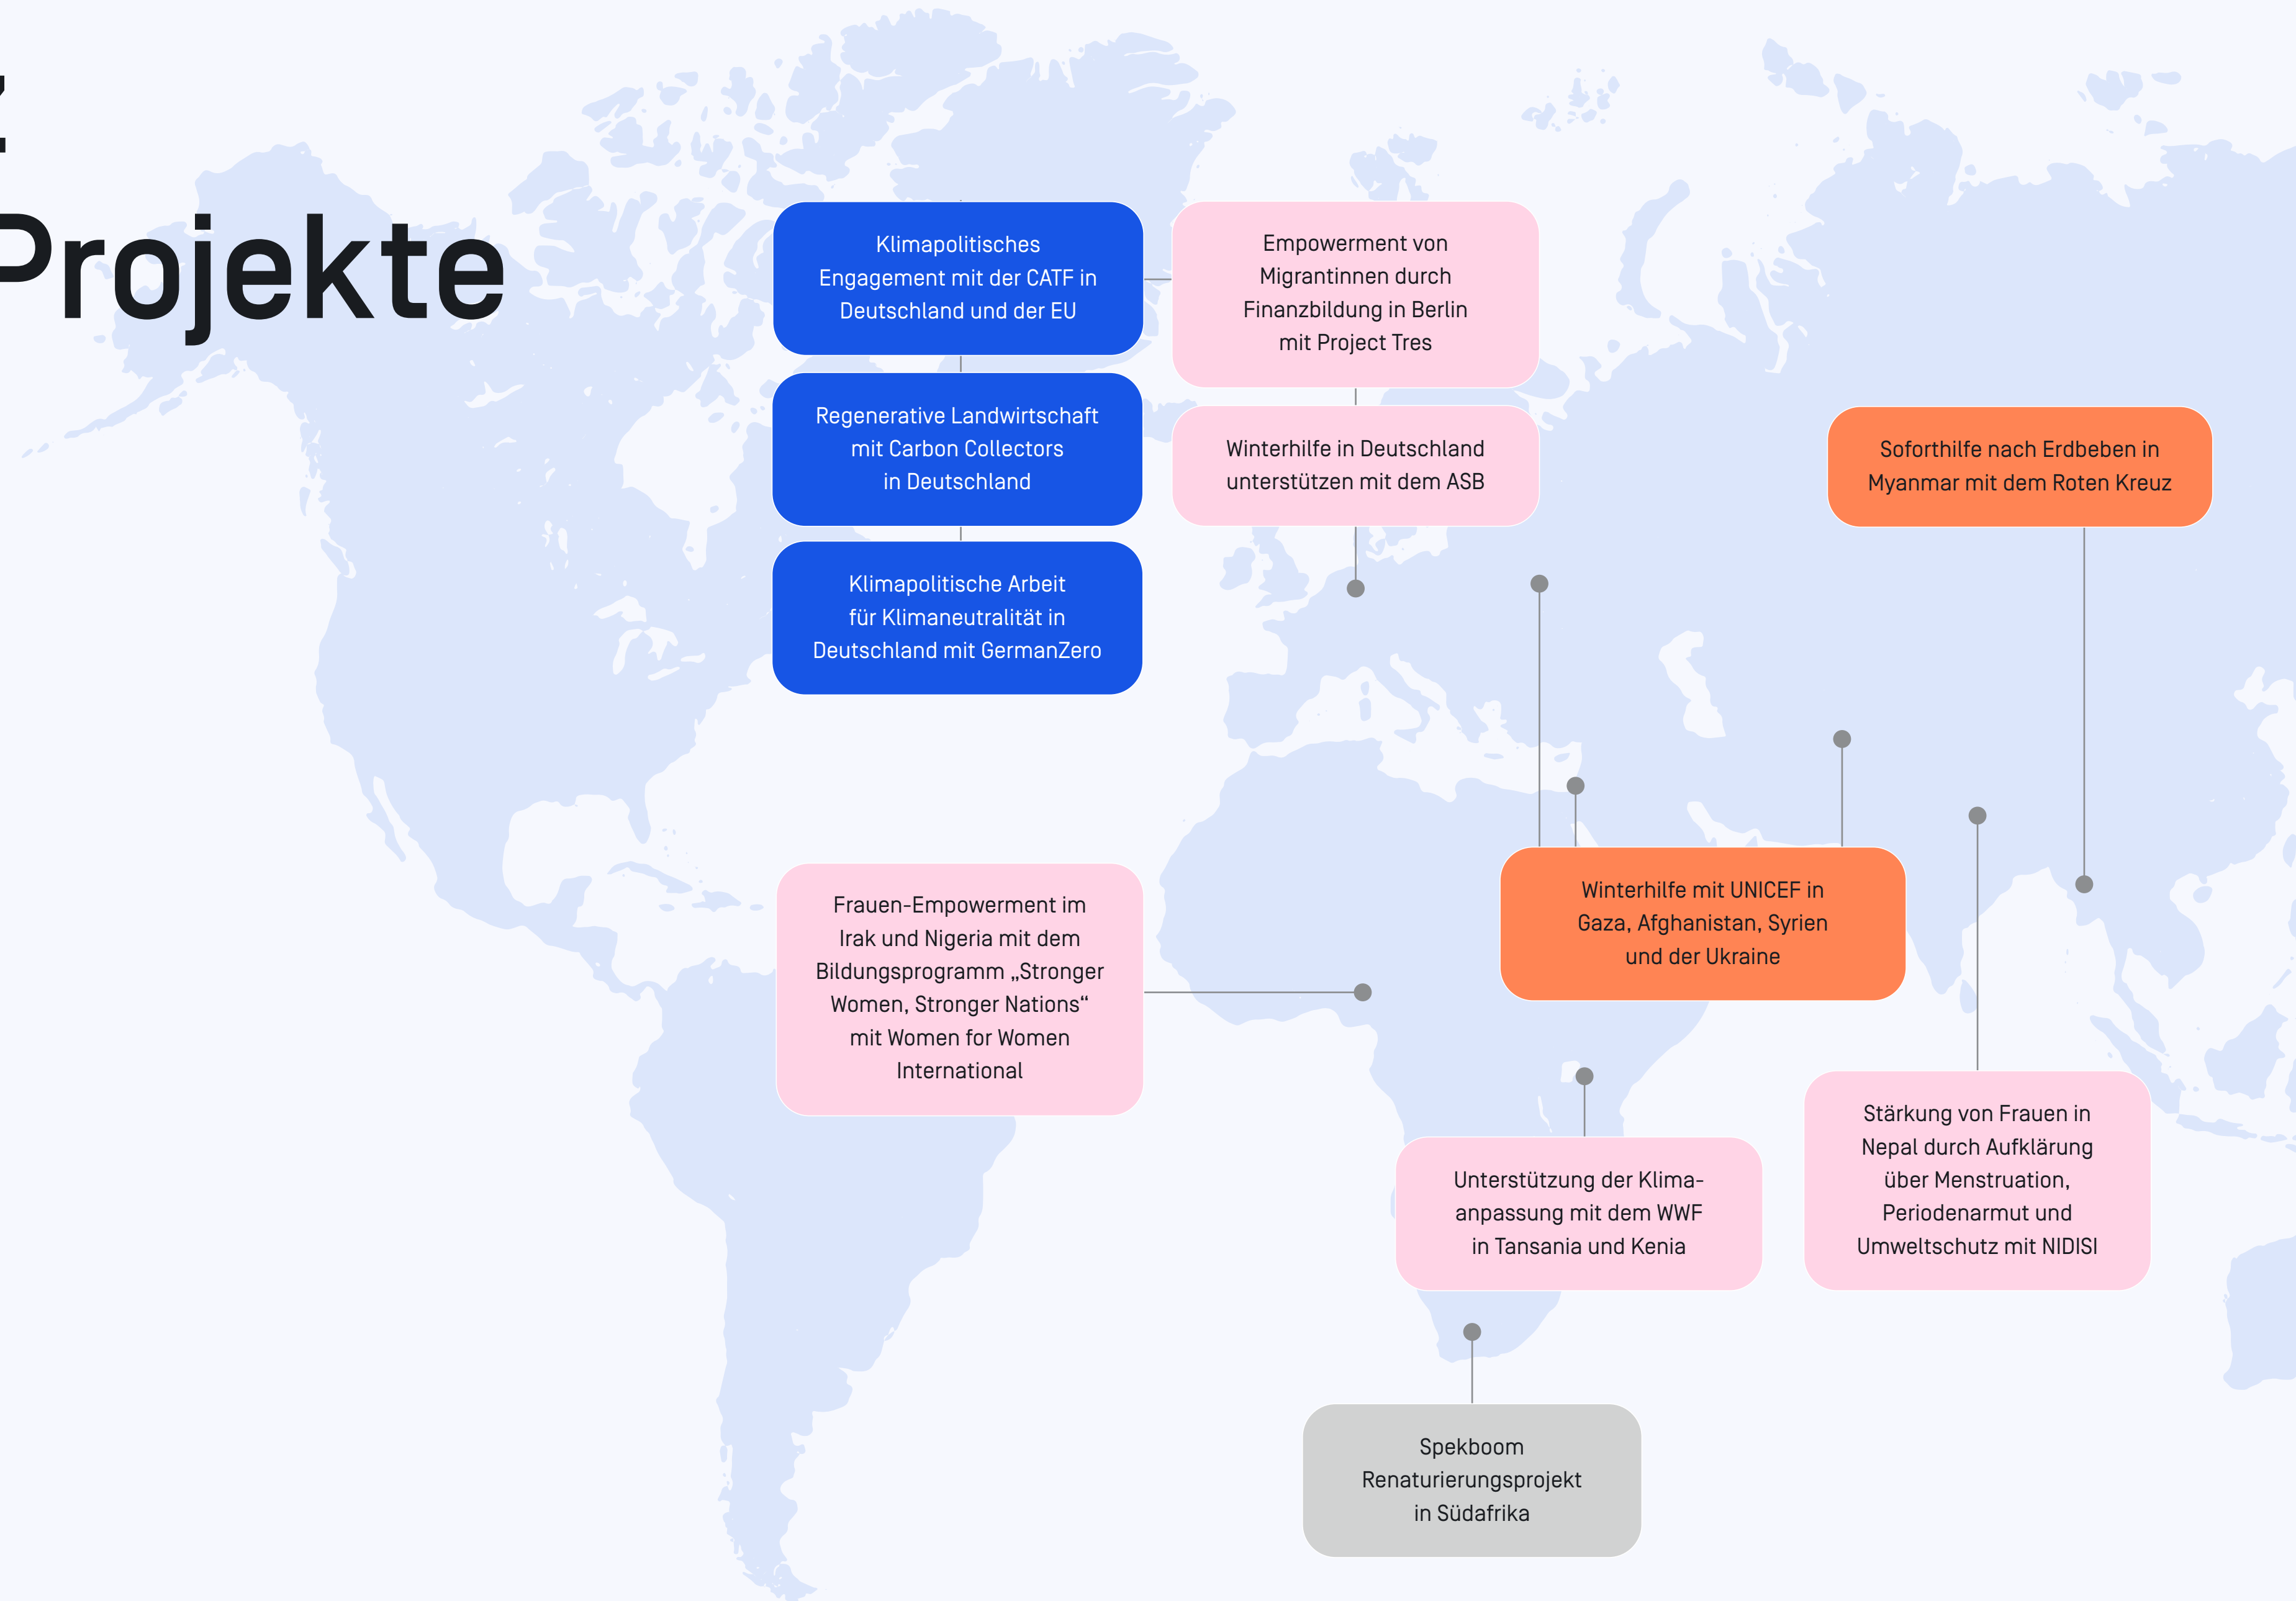 Projekte
Klimapolitisches
Engagement mit der CATF in
Deutschland und der EU
Empowerment von
Migrantinnen durch
Finanzbildung in Berlin
mit Project Tres
Regenerative Landwirtschaft
mit Carbon Collectors
in Deutschland
Winterhilfe in Deutschland
unterstützen mit dem ASB
Soforthilfe nach Erdbeben in
Myanmar mit dem Roten Kreuz
Klimapolitische Arbeit
für Klimaneutralität in
Deutschland mit GermanZero
Frauen-Empowerment im
Irak und Nigeria mit dem
Bildungsprogramm „Stronger
Women, Stronger Nations“
mit Women for Women
International
Winterhilfe mit UNICEF in
Gaza, Afghanistan, Syrien
und der Ukraine
Unterstützung der Klima-
anpassung mit dem WWF
in Tansania und Kenia
Stärkung von Frauen in
Nepal durch Aufklärung
über Menstruation,
Periodenarmut und
Umweltschutz mit NIDISI
Spekboom
Renaturierungsprojekt
in Südafrika